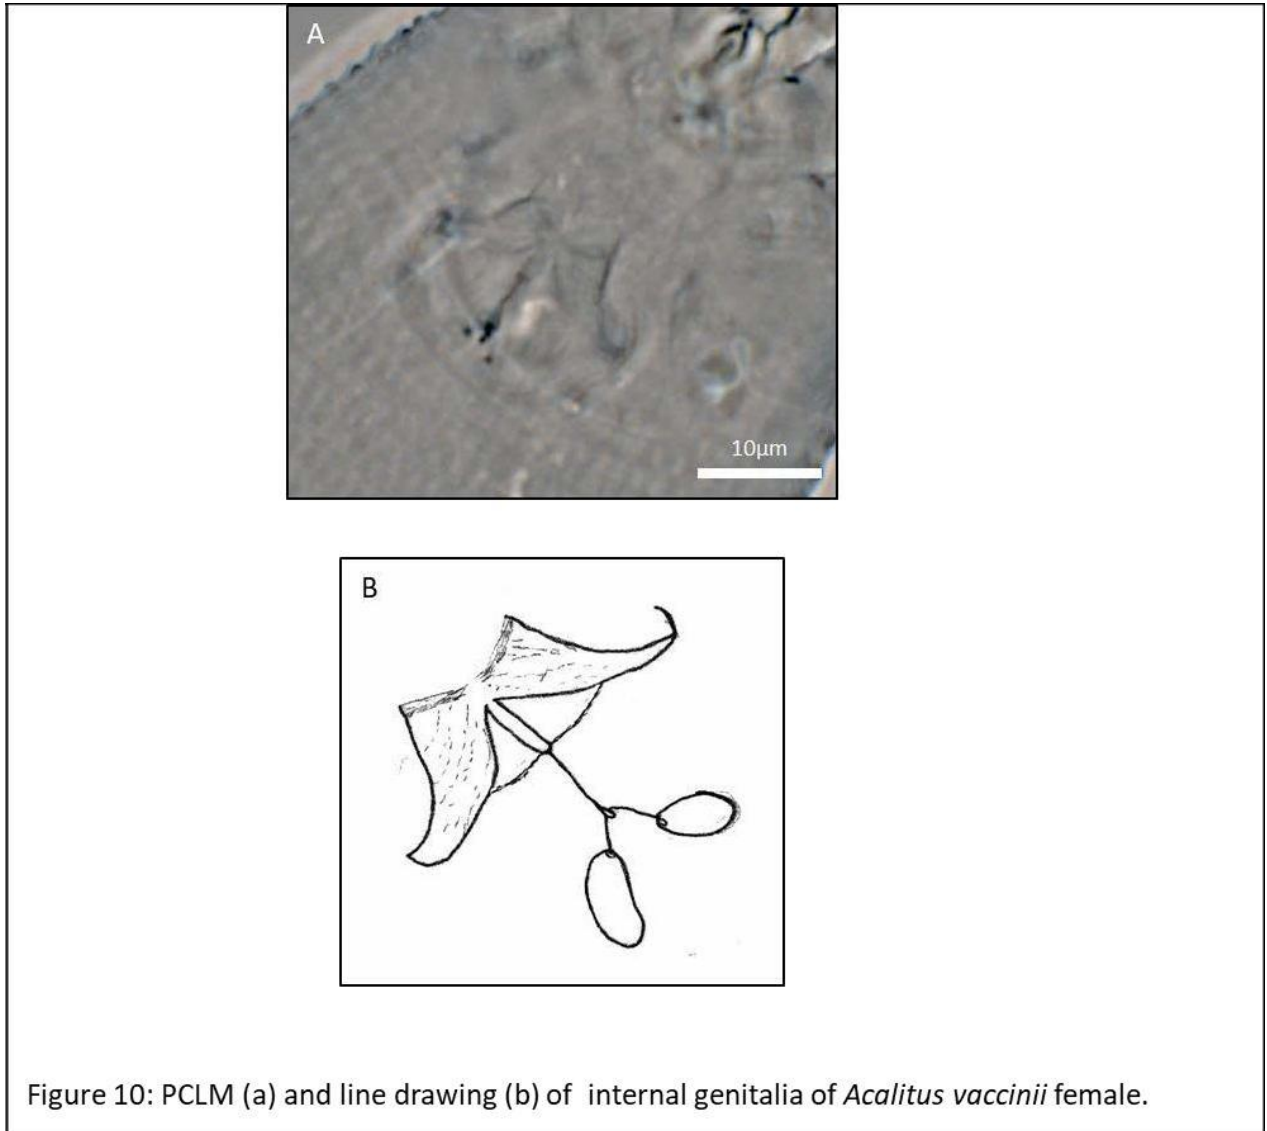 A
10µm
B
Figure 10: PCLM (a) and line drawing (b) of internal genitalia of Acalitus vaccinii female.